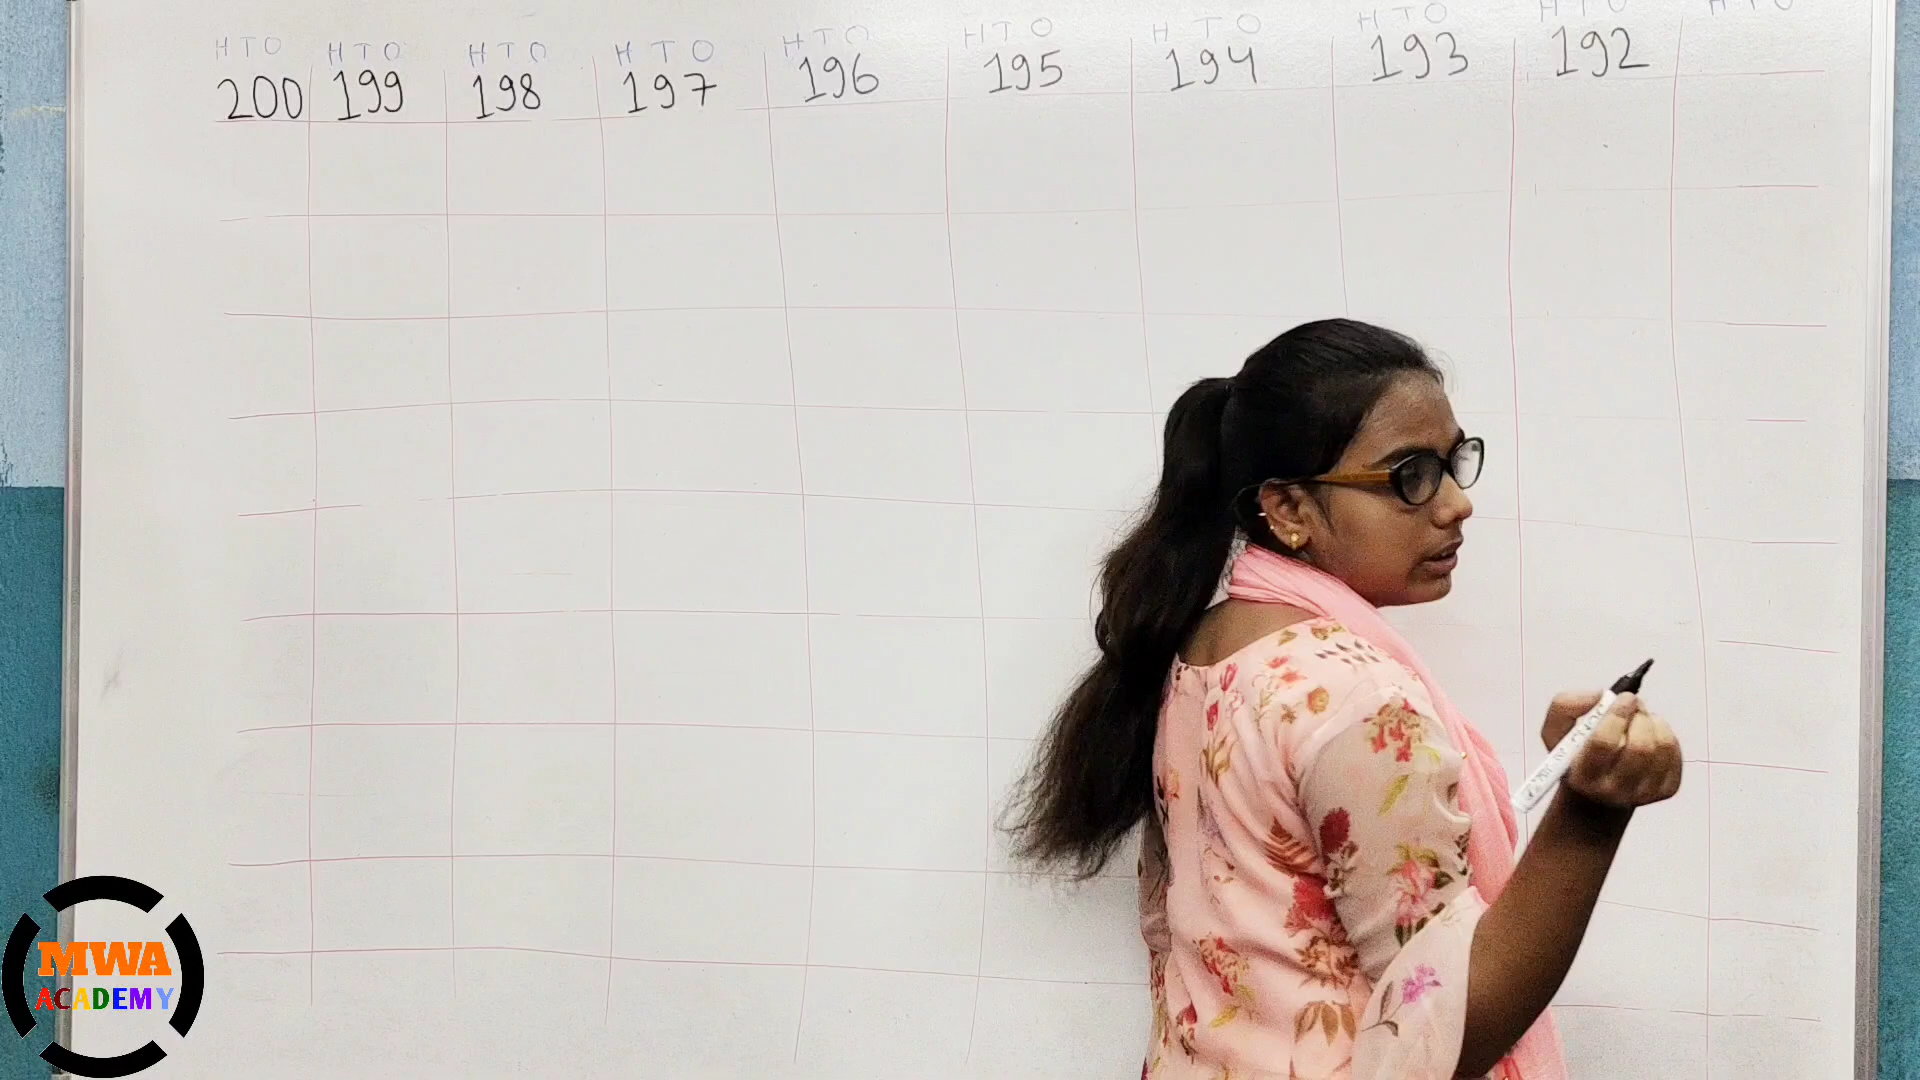 H T O H T O H T O H T O H T O H T O H T O H T O H T O H T O
200 199 198 197 196 195 194 193 192
MWA
ACADEMY